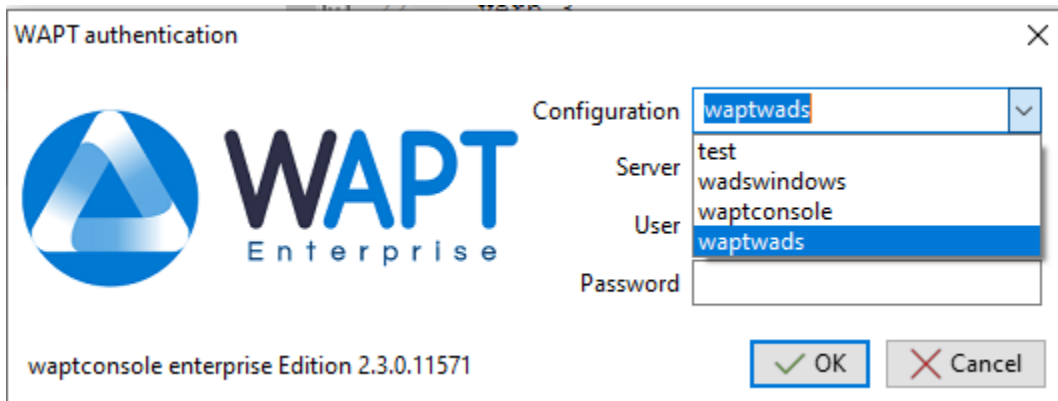 WAPT authentication
Configuration
waptwads
test
Server
wadswindows
waptconsole
User
waptwads
Password
WAPT
Enterprise
waptconsole enterprise Edition 2.3.0.11571
OK
Cancel